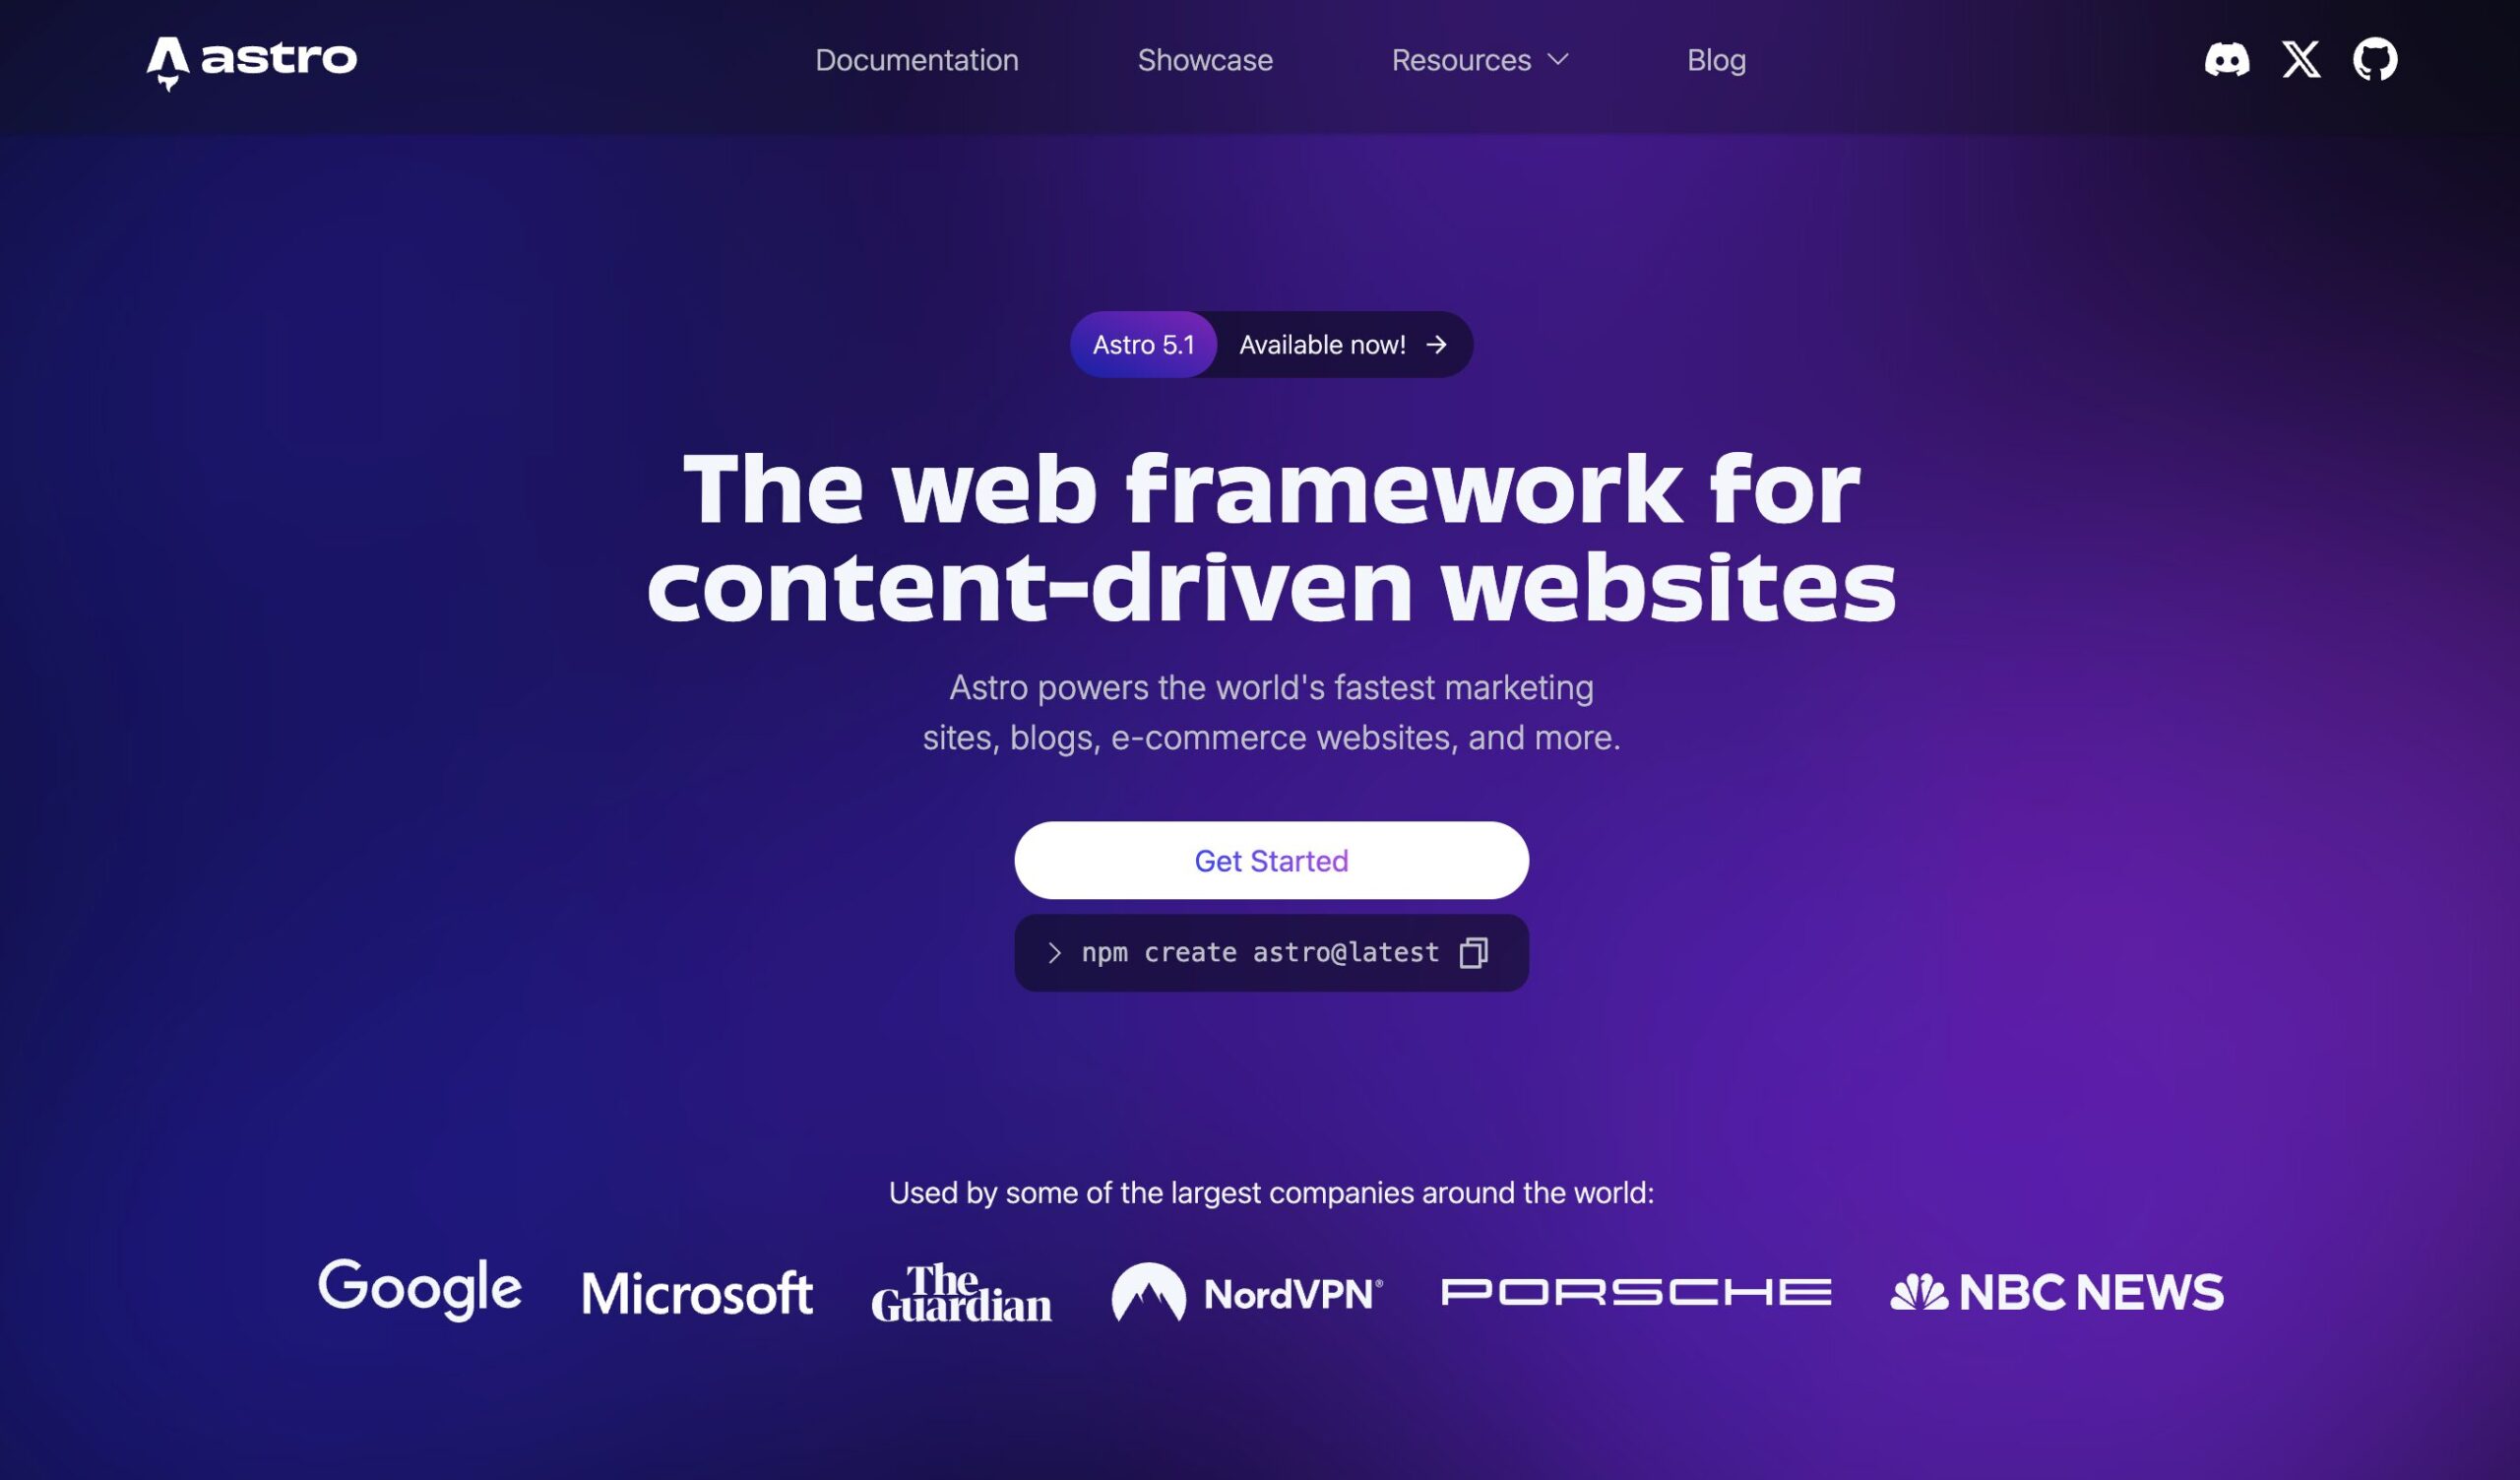 astro
Documentation
Showcase
Resources
Blog
Astro 5.1 Available now! →
The web framework for
content-driven websites
Astro powers the world's fastest marketing
sites, blogs, e-commerce websites, and more.
Get Started
> npm create astro@latest
Used by some of the largest companies around the world:
Google
Microsoft
The
Guardian
NordVPN®
PORSCHE
NBC NEWS